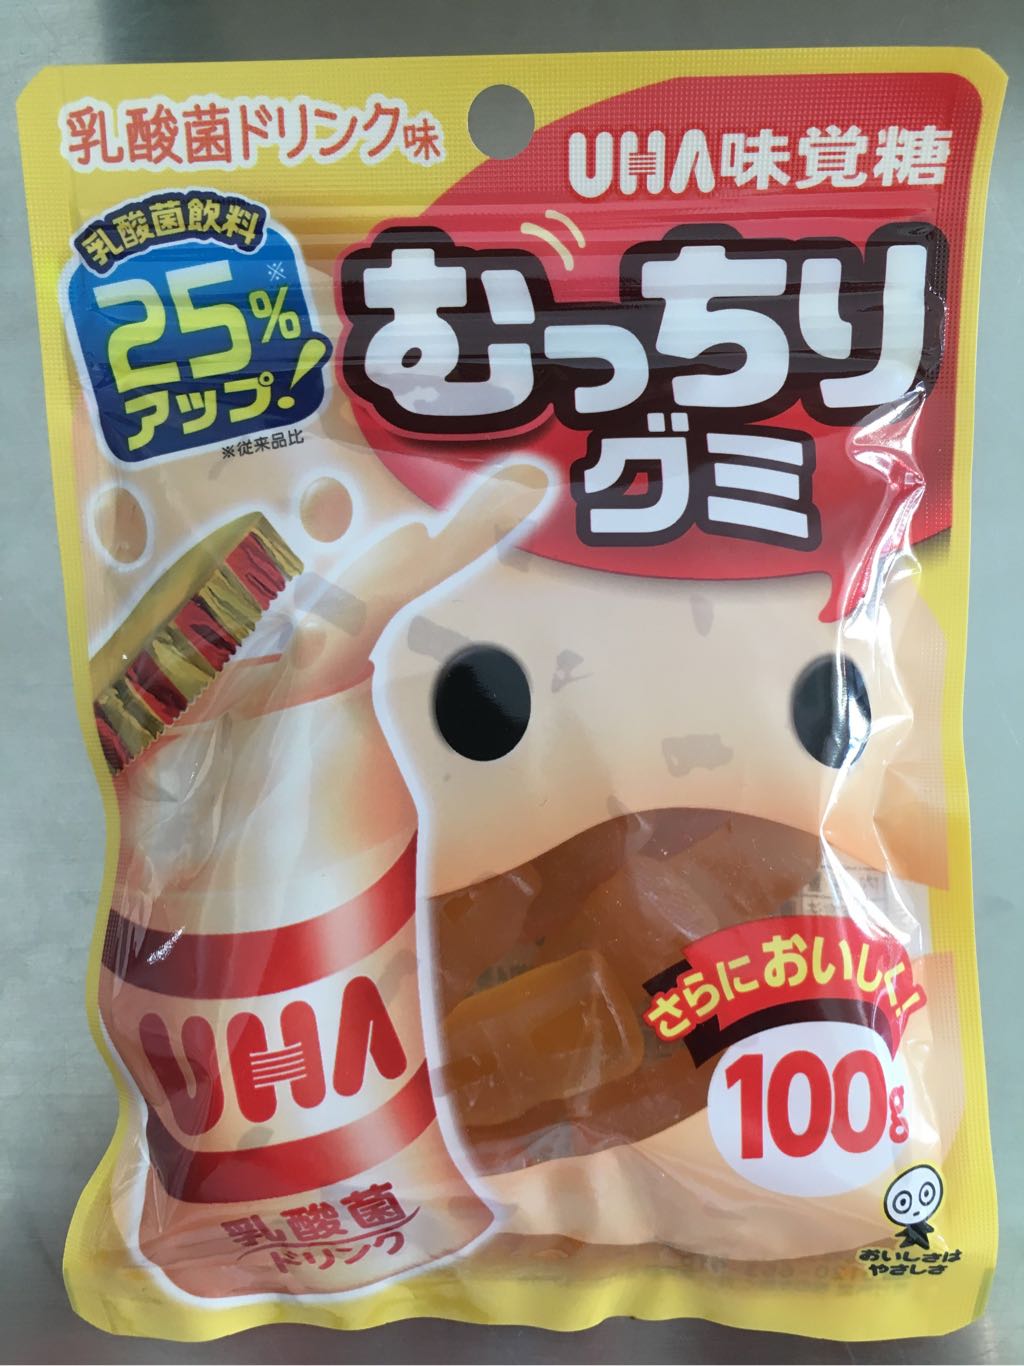 乳酸菌ドリンク味
UHA味覚糖
乳酸菌飲料
25%※
アップ!
※従来品比
むっちり
グミ
さらにおいしく!
100g
UHA
乳酸菌
ドリンク
おいしさは
やさしさ